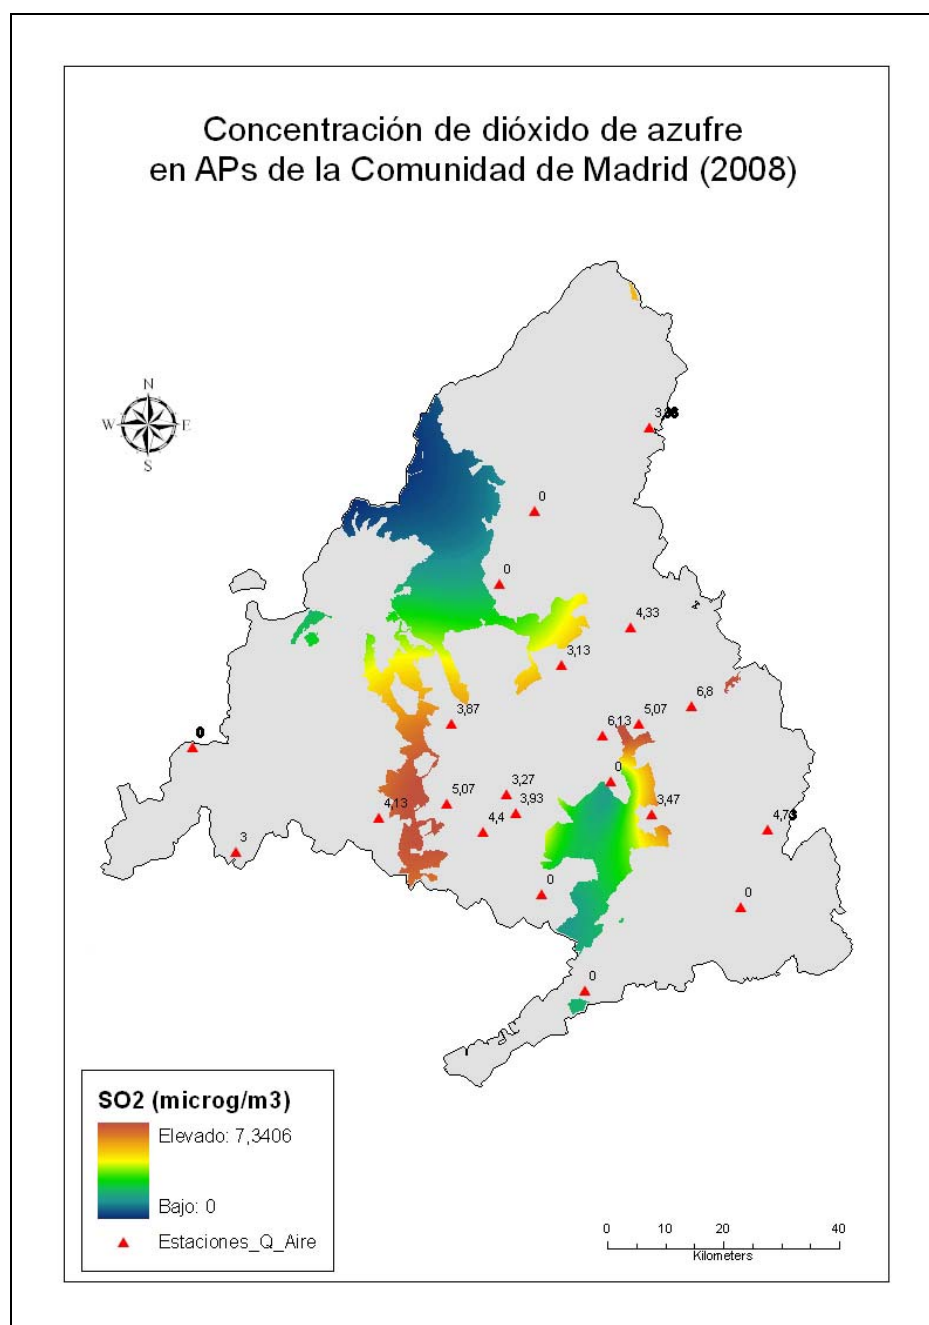 Concentración de dióxido de azufre
en APs de la Comunidad de Madrid (2008)
N
W
E
S
0
0
4,33
3,13
6,8
3,87
5,07
6,13
0
0
3,27
5,07
3,93
3,47
4,13
4,4
3
0
0
0
SO2 (microg/m3)
Elevado: 7,3406
Bajo: 0
Estaciones_Q_Aire
0 10 20 40
Kilometers